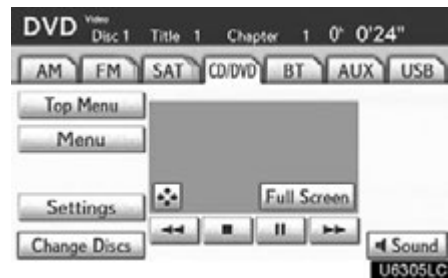 DVD Video Disc 1 Title 1 Chapter 1 0° 0'24"
AM FM SAT CD/DVD BT AUX USB
Top Menu
Menu
Full Screen
Settings
Change Discs
Sound
U6305LC